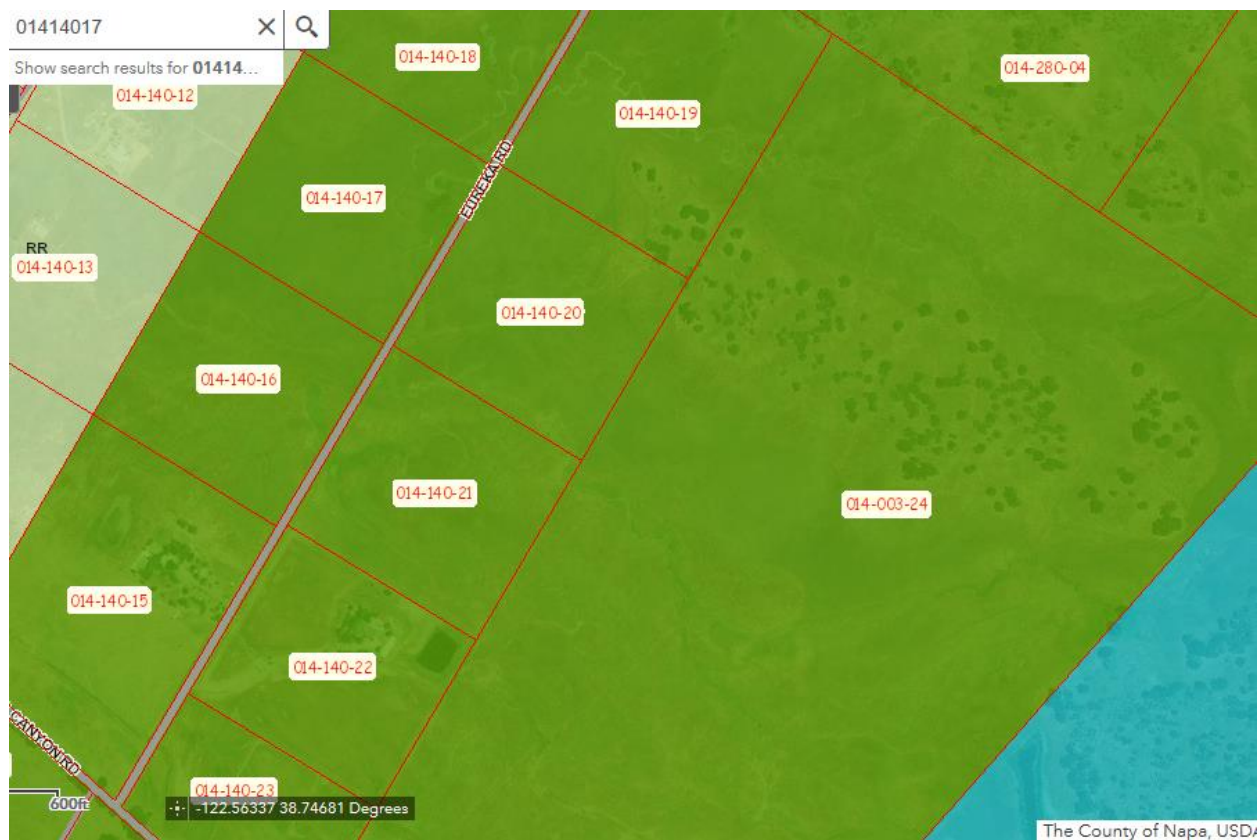 01414017
Show search results for 01414...
014-140-12
014-140-18
014-280-04
014-140-19
EUREKA RD
014-140-17
RR
014-140-13
014-140-20
014-140-16
014-140-21
014-003-24
014-140-15
014-140-22
CANYON RD
014-140-23
600ft
-122.56337 38.74681 Degrees
The County of Napa, USDA